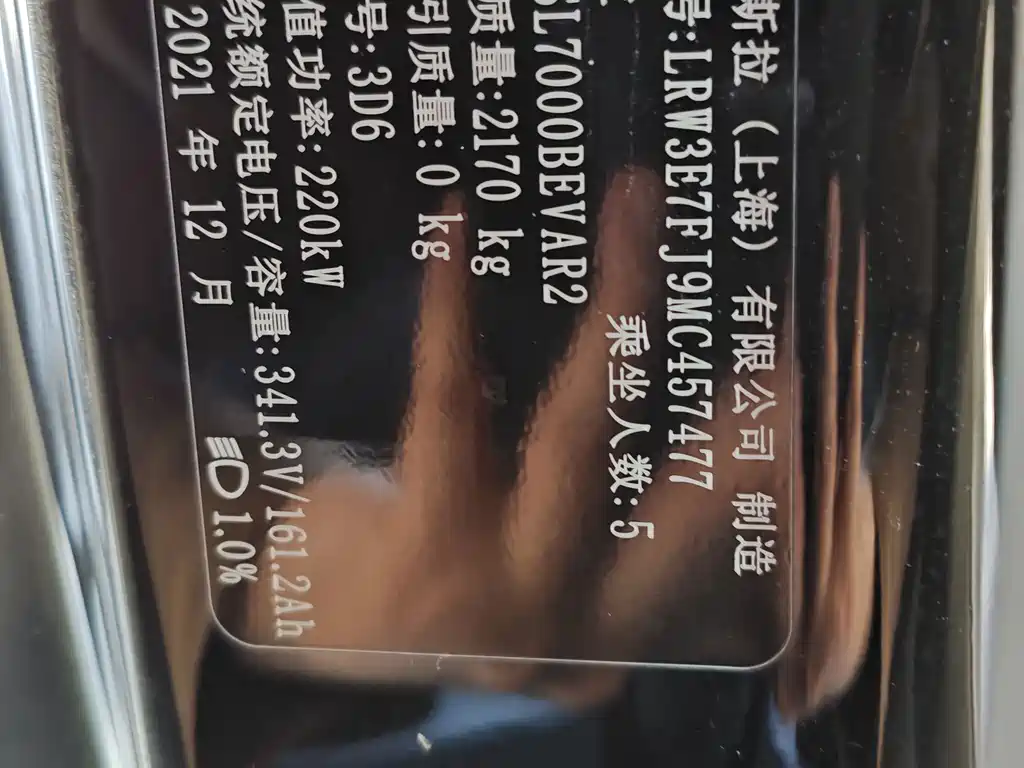 斯拉（上海）有限公司 制造
号:LRW3E7FJ9MC457477
乘坐人数:5
SL7000BEVAR2
质量:2170 kg
引质量:0 kg
号:3D6
值功率:220kW
统额定电压/容量:341.3V/161.2Ah
2021 年 12 月 1.0%